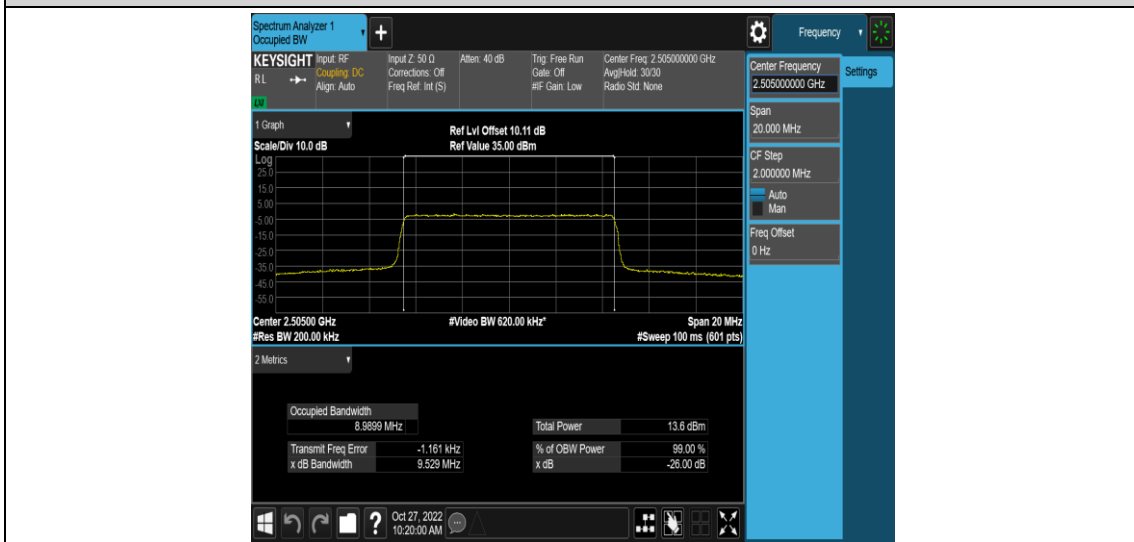 Spectrum Analyzer 1
Occupied BW
Frequency
KEYSIGHT
RL
Input: RF
Coupling: DC
Align: Auto
Input Z: 50 Ω
Corrections: Off
Freq Ref: Int (S)
Atten: 40 dB
Trig: Free Run
Gate: Off
#IF Gain: Low
Center Freq: 2.505000000 GHz
Avg|Hold: 30/30
Radio Std: None
Center Frequency
2.505000000 GHz
Settings
Span
20.000 MHz
CF Step
2.000000 MHz
Auto
Man
Freq Offset
0 Hz
1 Graph
Scale/Div 10.0 dB
Ref Lvl Offset 10.11 dB
Ref Value 35.00 dBm
Log
25.0
15.0
5.00
-5.00
-15.0
-25.0
-35.0
-45.0
-55.0
Center 2.50500 GHz
#Video BW 620.00 kHz*
Span 20 MHz
#Res BW 200.00 kHz
#Sweep 100 ms (601 pts)
2 Metrics
Occupied Bandwidth
8.9899 MHz
Total Power 13.6 dBm
Transmit Freq Error -1.161 kHz
% of OBW Power 99.00 %
x dB Bandwidth 9.529 MHz
x dB -26.00 dB
?
Oct 27, 2022
10:20:00 AM